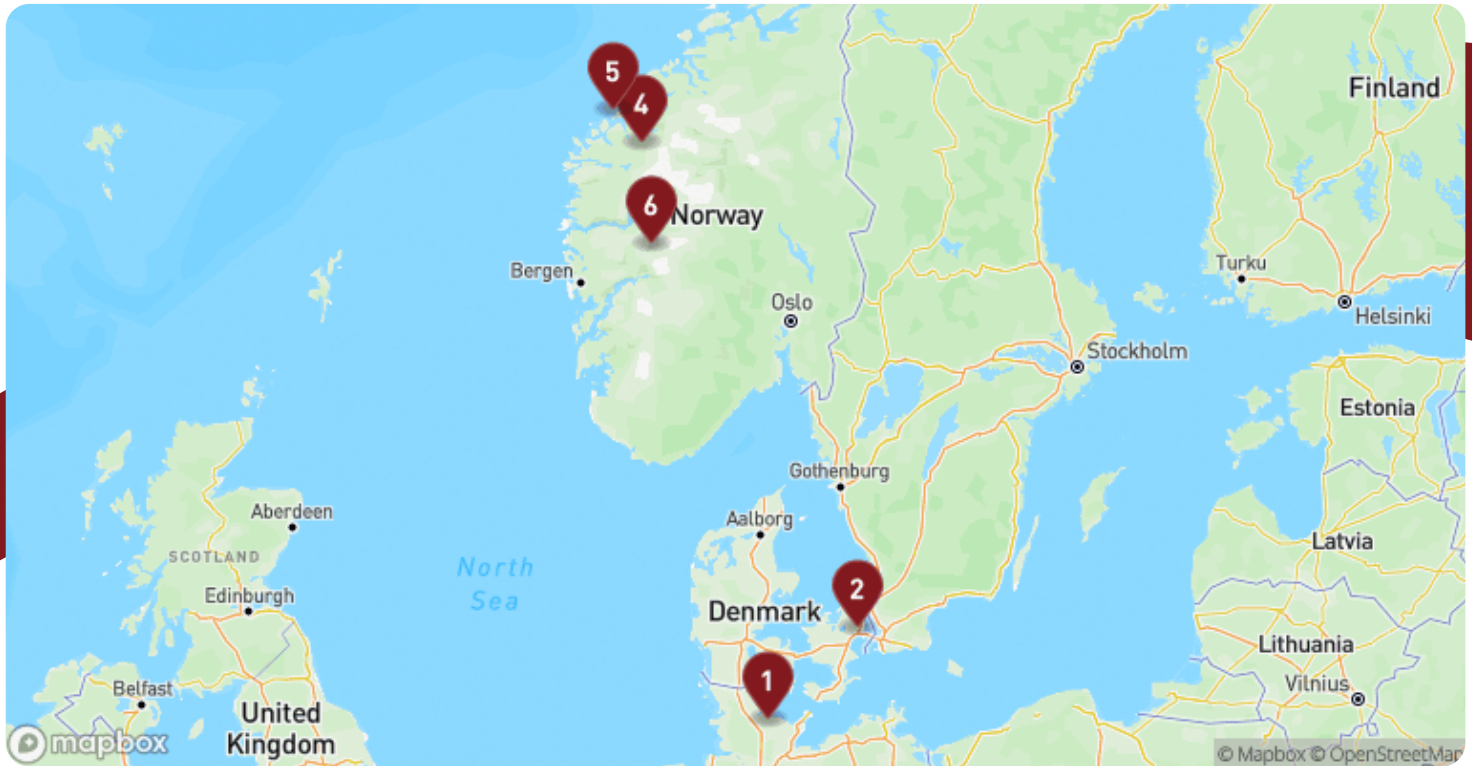 5
4
Finland
6
Norway
Bergen
Turku
Oslo
Helsinki
Stockholm
Estonia
Gothenburg
Aberdeen
Aalborg
SCOTLAND
Latvia
North
Sea
Edinburgh
2
Denmark
Lithuania
1
Belfast
Vilnius
United
Kingdom
mapbox
© Mapbox © OpenStreetMap